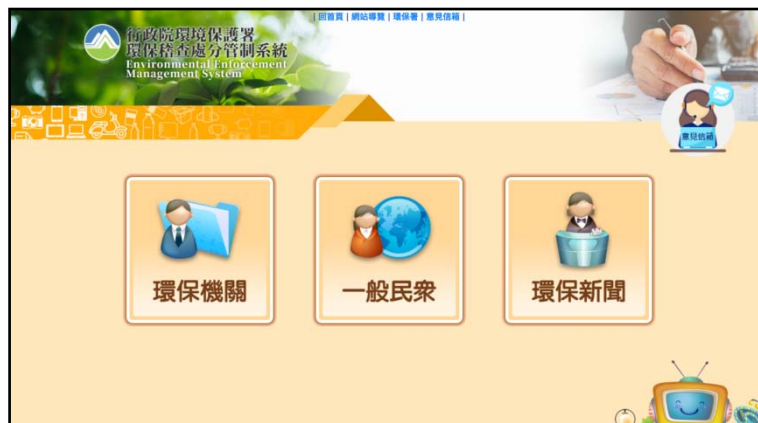 | 回首頁 | 網站導覽 | 環保署 | 意見信箱 |
行政院環境保護署
環保稽查處分管制系統
Environmental Enforcement
Management System
意見信箱
環保機關
一般民眾
環保新聞